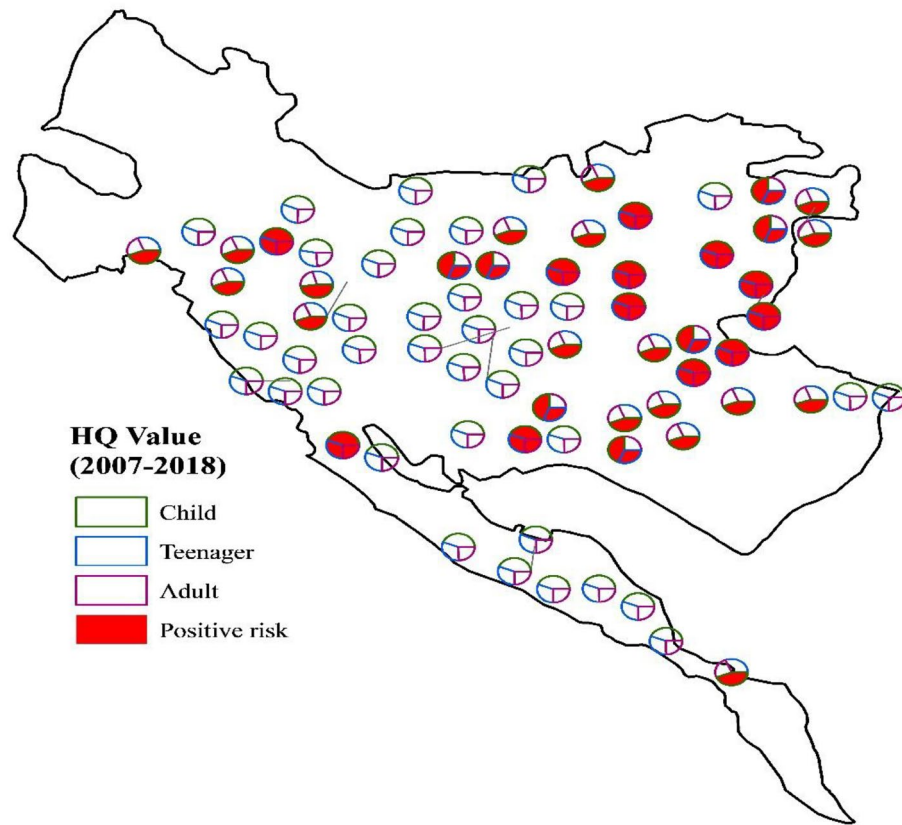 HQ Value
(2007-2018)
Child
Teenager
Adult
Positive risk